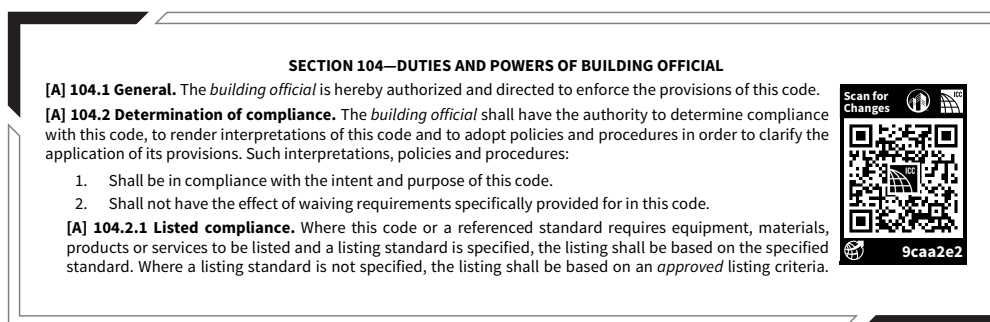 SECTION 104—DUTIES AND POWERS OF BUILDING OFFICIAL
[A] 104.1 General. The building official is hereby authorized and directed to enforce the provisions of this code.
[A] 104.2 Determination of compliance. The building official shall have the authority to determine compliance
with this code, to render interpretations of this code and to adopt policies and procedures in order to clarify the
application of its provisions. Such interpretations, policies and procedures:
1. Shall be in compliance with the intent and purpose of this code.
2. Shall not have the effect of waiving requirements specifically provided for in this code.
[A] 104.2.1 Listed compliance. Where this code or a referenced standard requires equipment, materials,
products or services to be listed and a listing standard is specified, the listing shall be based on the specified
standard. Where a listing standard is not specified, the listing shall be based on an approved listing criteria.
Scan for
Changes
ICC
ICC
9caa2e2